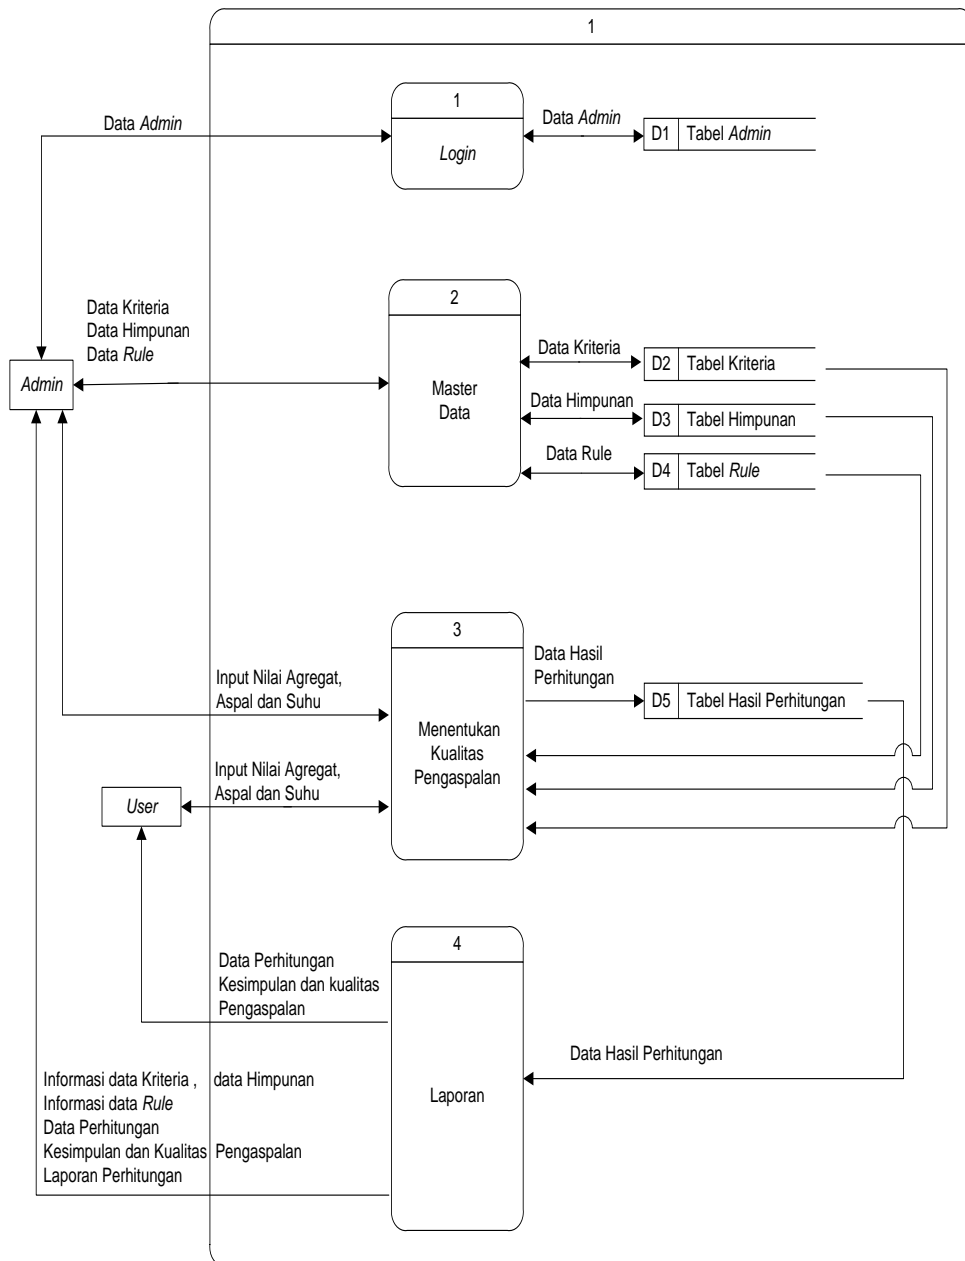 1
1
Data Admin
Data Admin
D1 Tabel Admin
Login
2
Data Kriteria
Data Himpunan
Data Rule
Data Kriteria
D2 Tabel Kriteria
Admin
Master
Data
Data Himpunan
D3 Tabel Himpunan
Data Rule
D4 Tabel Rule
3
Data Hasil
Perhitungan
Input Nilai Agregat,
Aspal dan Suhu
D5 Tabel Hasil Perhitungan
Menentukan
Kualitas
Pengaspalan
Input Nilai Agregat,
Aspal dan Suhu
User
4
Data Perhitungan
Kesimpulan dan kualitas
Pengaspalan
Data Hasil Perhitungan
Laporan
Informasi data Kriteria , data Himpunan
Informasi data Rule
Data Perhitungan
Kesimpulan dan Kualitas Pengaspalan
Laporan Perhitungan